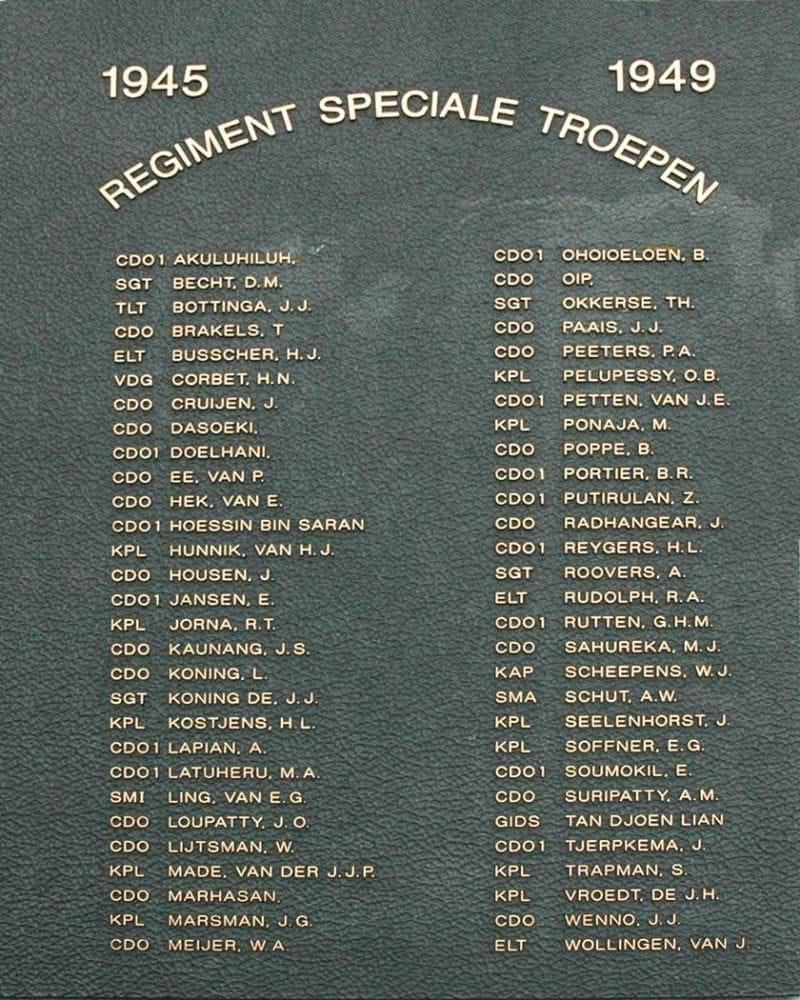 1945 1949
REGIMENT SPECIALE TROEPEN
CDO1 AKULUHILUH,
SGT BECHT, D.M.
TLT BOTTINGA, J.J.
CDO BRAKELS, T
ELT BUSSCHER, H.J.
VDG CORBET, H.N.
CDO CRUIJEN, J.
CDO DASOEKI,
CDO1 DOELHANI,
CDO EE, VAN P.
CDO HEK, VAN E.
CDO1 HOESSIN BIN SARAN
KPL HUNNIK, VAN H.J.
CDO HOUSEN, J.
CDO1 JANSEN, E.
KPL JORNA, R.T.
CDO KAUNANG, J.S.
CDO KONING, L.
SGT KONING DE, J.J.
KPL KOSTJENS, H.L.
CDO1 LAPIAN, A.
CDO1 LATUHERU, M.A.
SMI LING, VAN E.G.
CDO LOUPATTY, J.O.
CDO LIJTSMAN, W.
KPL MADE, VAN DER J.J.P.
CDO MARHASAN,
KPL MARSMAN, J.G.
CDO MEIJER, W.A.
CDO1 OHOIOELOEN, B.
CDO OIP,
SGT OKKERSE, TH.
CDO PAAIS, J.J.
CDO PEETERS, P.A.
KPL PELUPESSY, O.B.
CDO1 PETTEN, VAN J.E.
KPL PONAJA, M.
CDO POPPE, B.
CDO1 PORTIER, B.R.
CDO1 PUTIRULAN, Z.
CDO RADHANGEAR, J.
CDO1 REYGERS, H.L.
SGT ROOVERS, A.
ELT RUDOLPH, R.A.
CDO1 RUTTEN, G.H.M.
CDO SAHUREKA, M.J.
KAP SCHEEPENS, W.J.
SMA SCHUT, A.W.
KPL SEELENHORST, J.
KPL SOFFNER, E.G.
CDO1 SOUMOKIL, E.
CDO SURIPATTY, A.M.
GIDS TAN DJOEN LIAN
CDO1 TJERPKEMA, J.
KPL TRAPMAN, S.
KPL VROEDT, DE J.H.
CDO WENNO, J.J.
ELT WOLLINGEN, VAN J.